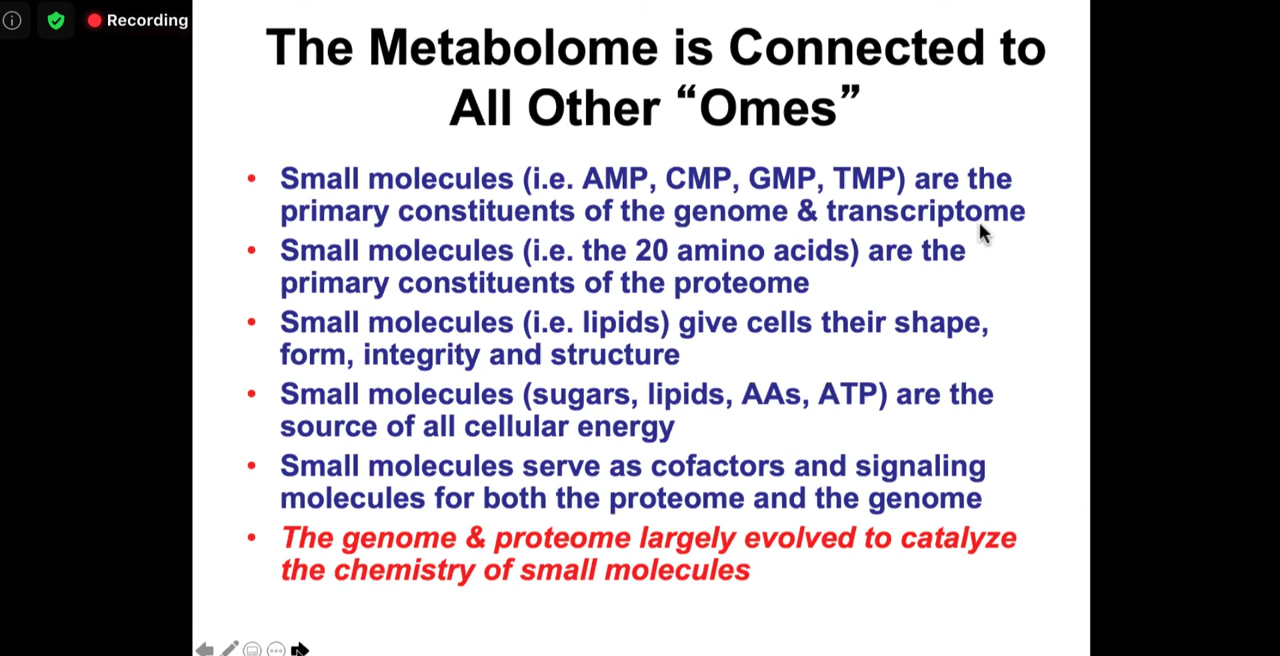 Recording
The Metabolome is Connected to
All Other “Omes”
• Small molecules (i.e. AMP, CMP, GMP, TMP) are the
primary constituents of the genome & transcriptome
• Small molecules (i.e. the 20 amino acids) are the
primary constituents of the proteome
• Small molecules (i.e. lipids) give cells their shape,
form, integrity and structure
• Small molecules (sugars, lipids, AAs, ATP) are the
source of all cellular energy
• Small molecules serve as cofactors and signaling
molecules for both the proteome and the genome
• The genome & proteome largely evolved to catalyze
the chemistry of small molecules